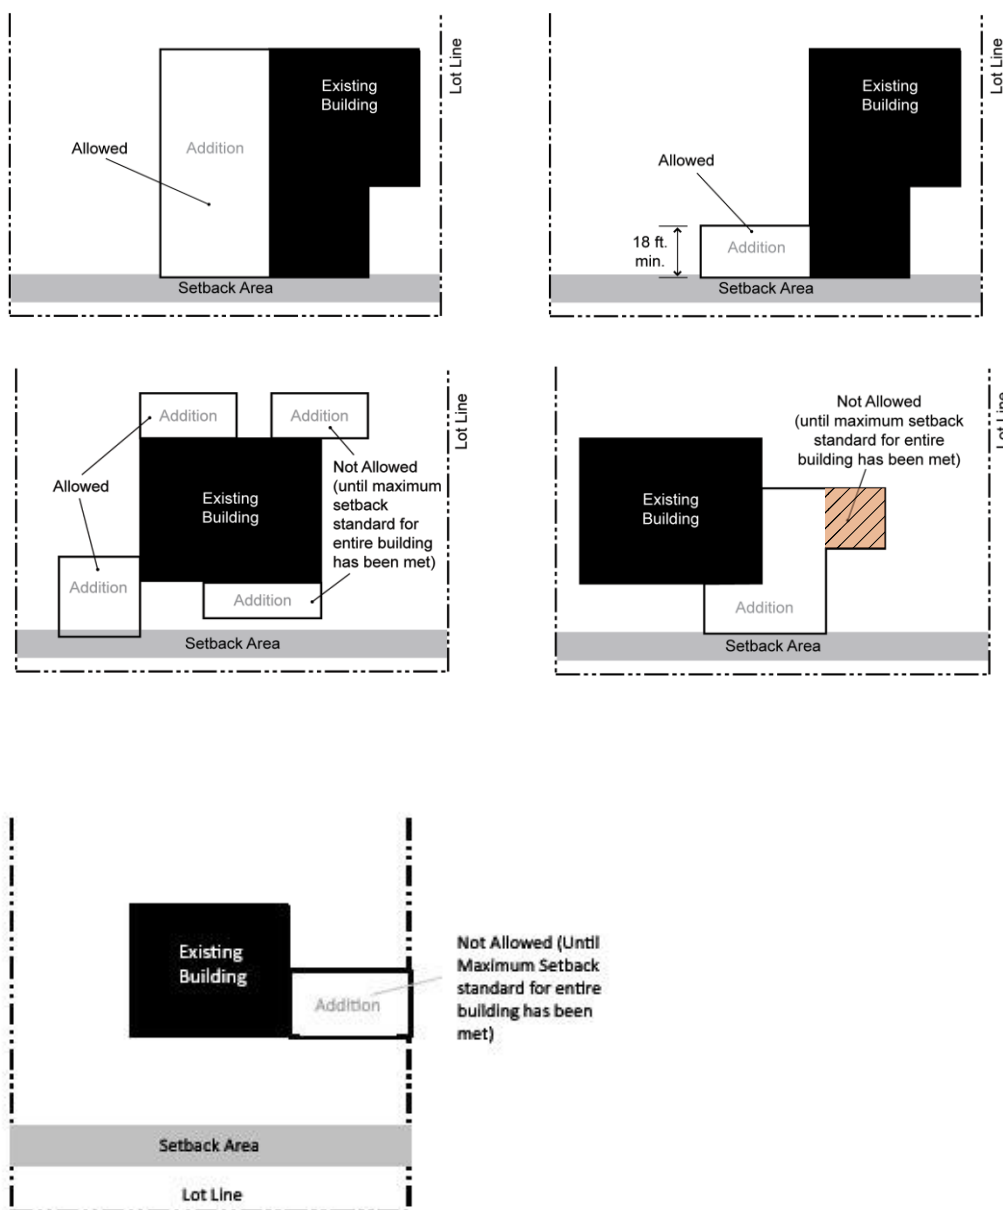 Existing
Building
Lot Line
Allowed
Addition
Setback Area
Existing
Building
Lot Line
Allowed
18 ft.
min.
Addition
Setback Area
Addition
Addition
Lot Line
Allowed
Existing
Building
Not Allowed
(until maximum
setback
standard for
entire building
has been met)
Addition
Addition
Setback Area
Not Allowed
(until maximum setback
standard for entire
building has been met)
Lot Line
Existing
Building
Addition
Setback Area
Existing
Building
Addition
Not Allowed (Until
Maximum Setback
standard for entire
building has been
met)
Setback Area
Lot Line